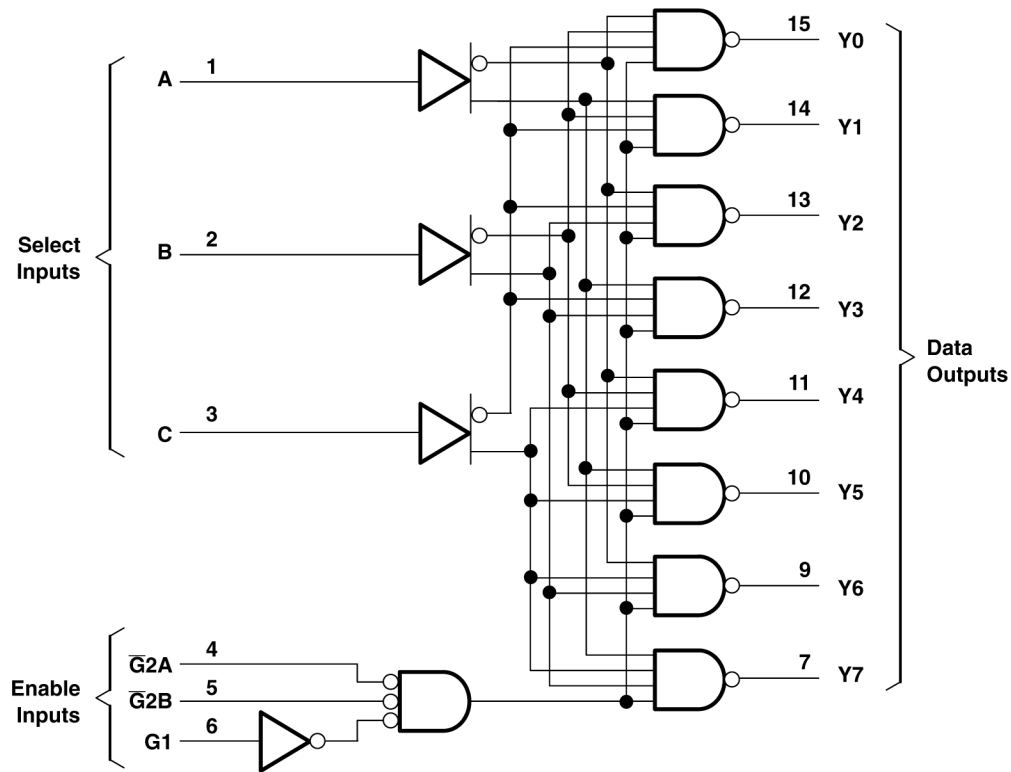 15 Y0
A 1
14 Y1
13 Y2
Select
Inputs
B 2
12 Y3
Data
Outputs
11 Y4
C 3
10 Y5
9 Y6
Enable
Inputs
G̅2A 4
G̅2B 5
G1 6
7 Y7